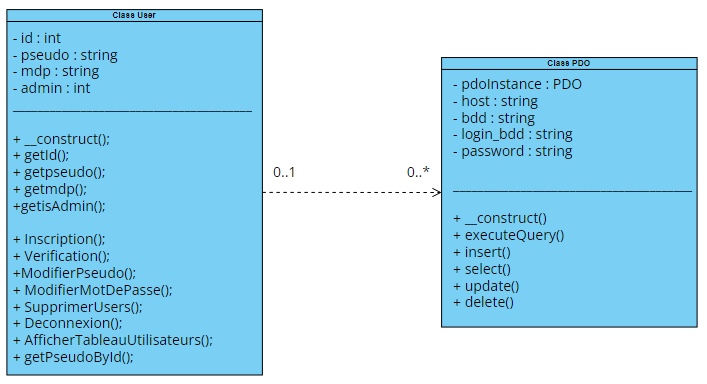 Class User
- id : int
- pseudo : string
- mdp : string
- admin : int
+ __construct();
+ getId();
+ getpseudo();
+ getmdp();
+getisAdmin();
+ Inscription();
+ Verification();
+ModifierPseudo();
+ ModifierMotDePasse();
+ SupprimerUsers();
+ Deconnexion();
+ AfficherTableauUtilisateurs();
+ getPseudoById();
0..1
0..*
Class PDO
- pdoInstance : PDO
- host : string
- bdd : string
- login_bdd : string
- password : string
+ __construct()
+ executeQuery()
+ insert()
+ select()
+ update()
+ delete()